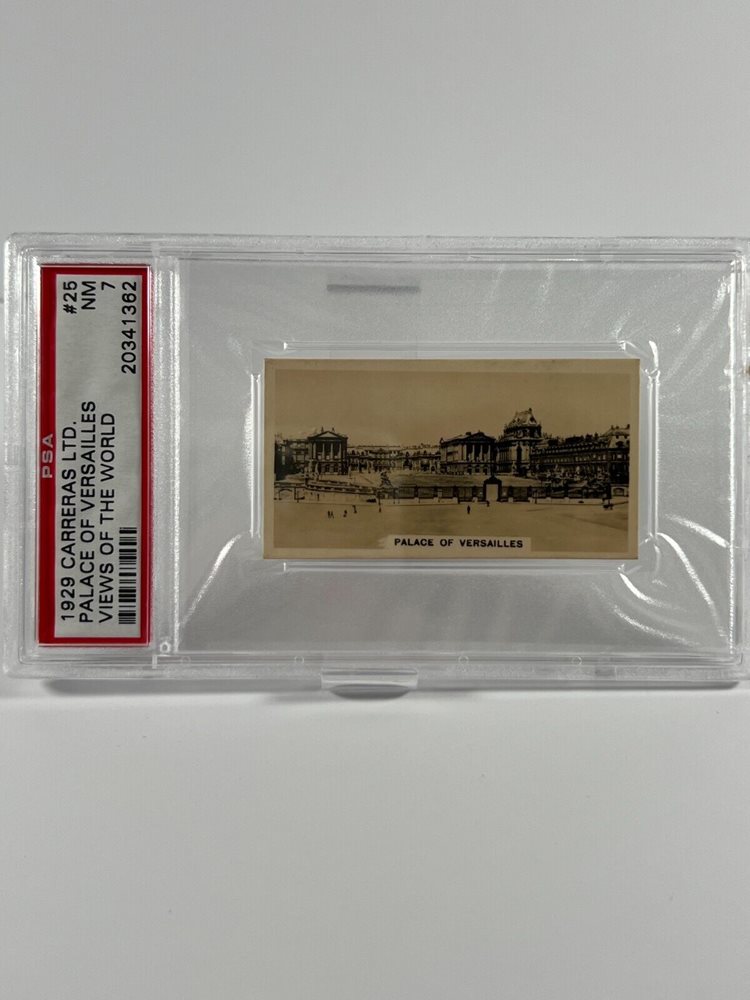 PSA
1929 CARRERAS LTD. #25
PALACE OF VERSAILLES NM 7
VIEWS OF THE WORLD 20341362
PALACE OF VERSAILLES